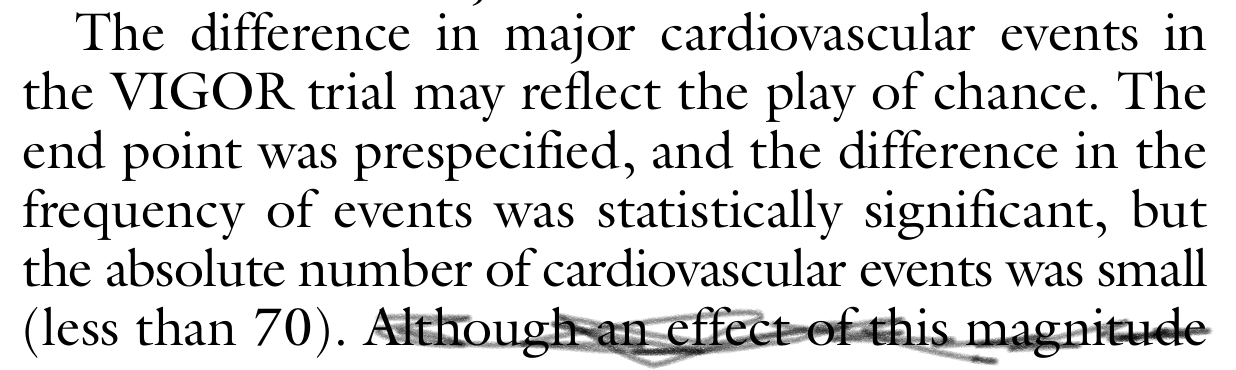 The difference in major cardiovascular events in
the VIGOR trial may reflect the play of chance. The
end point was prespecified, and the difference in the
frequency of events was statistically significant, but
the absolute number of cardiovascular events was small
(less than 70). Although an effect of this magnitude